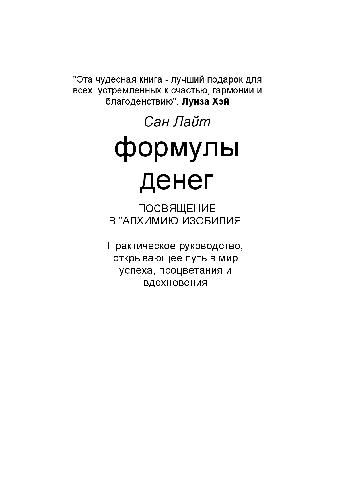 "Эта чудесная книга - лучший подарок для
всех, устремленных к счастью, гармонии и
благоденствию". Луиза Хэй
Сан Лайт
формулы
денег
ПОСВЯЩЕНИЕ
В "АЛХИМИЮ ИЗОБИЛИЯ
Практическое руководство,
открывающее путь в мир
успеха, процветания и
вдохновения